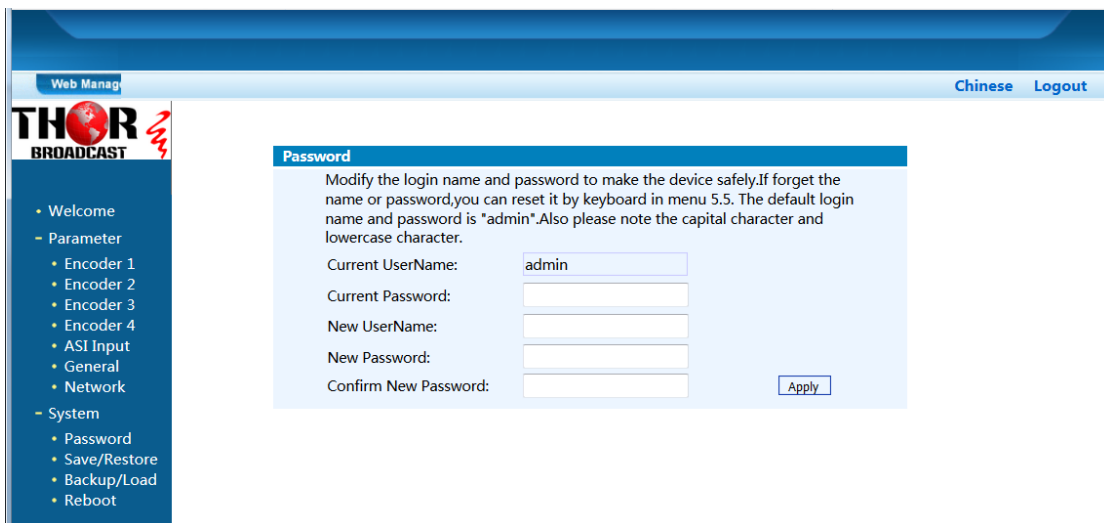 Web Manag
Chinese Logout
THOR
BROADCAST
• Welcome
- Parameter
• Encoder 1
• Encoder 2
• Encoder 3
• Encoder 4
• ASI Input
• General
• Network
- System
• Password
• Save/Restore
• Backup/Load
• Reboot
Password
Modify the login name and password to make the device safely.If forget the
name or password,you can reset it by keyboard in menu 5.5. The default login
name and password is "admin".Also please note the capital character and
lowercase character.
Current UserName: admin
Current Password:
New UserName:
New Password:
Confirm New Password: Apply